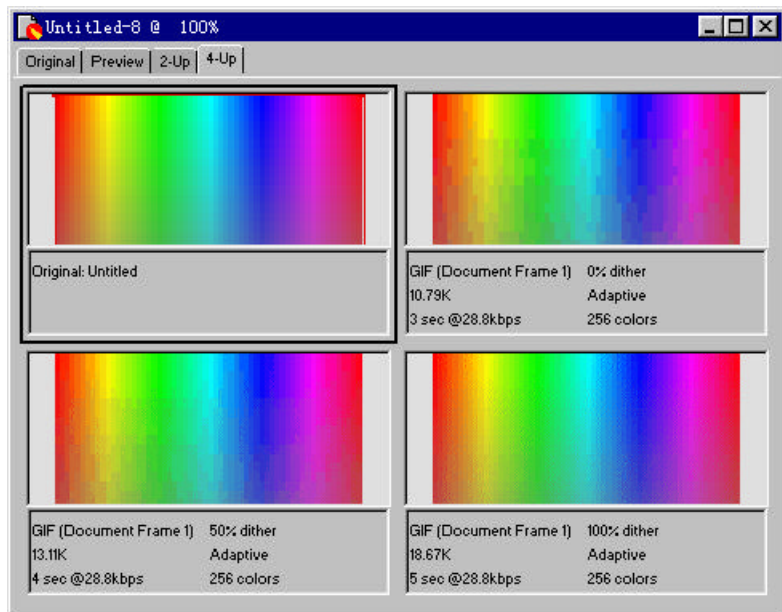 Untitled-8 @ 100%
Original Preview 2-Up 4-Up
Original: Untitled
GIF (Document Frame 1) 0% dither
10.79K Adaptive
3 sec @28.8kbps 256 colors
GIF (Document Frame 1) 50% dither
13.11K Adaptive
4 sec @28.8kbps 256 colors
GIF (Document Frame 1) 100% dither
18.67K Adaptive
5 sec @28.8kbps 256 colors